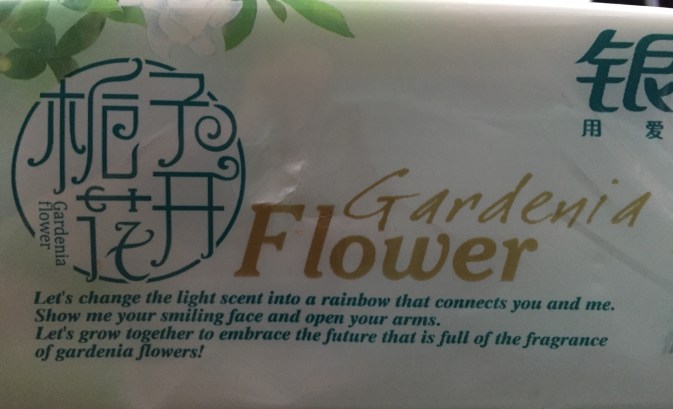 栀子
花开
Gardenia
flower
银
用 爱
Gardenia
Flower
Let's change the light scent into a rainbow that connects you and me.
Show me your smiling face and open your arms.
Let's grow together to embrace the future that is full of the fragrance
of gardenia flowers!